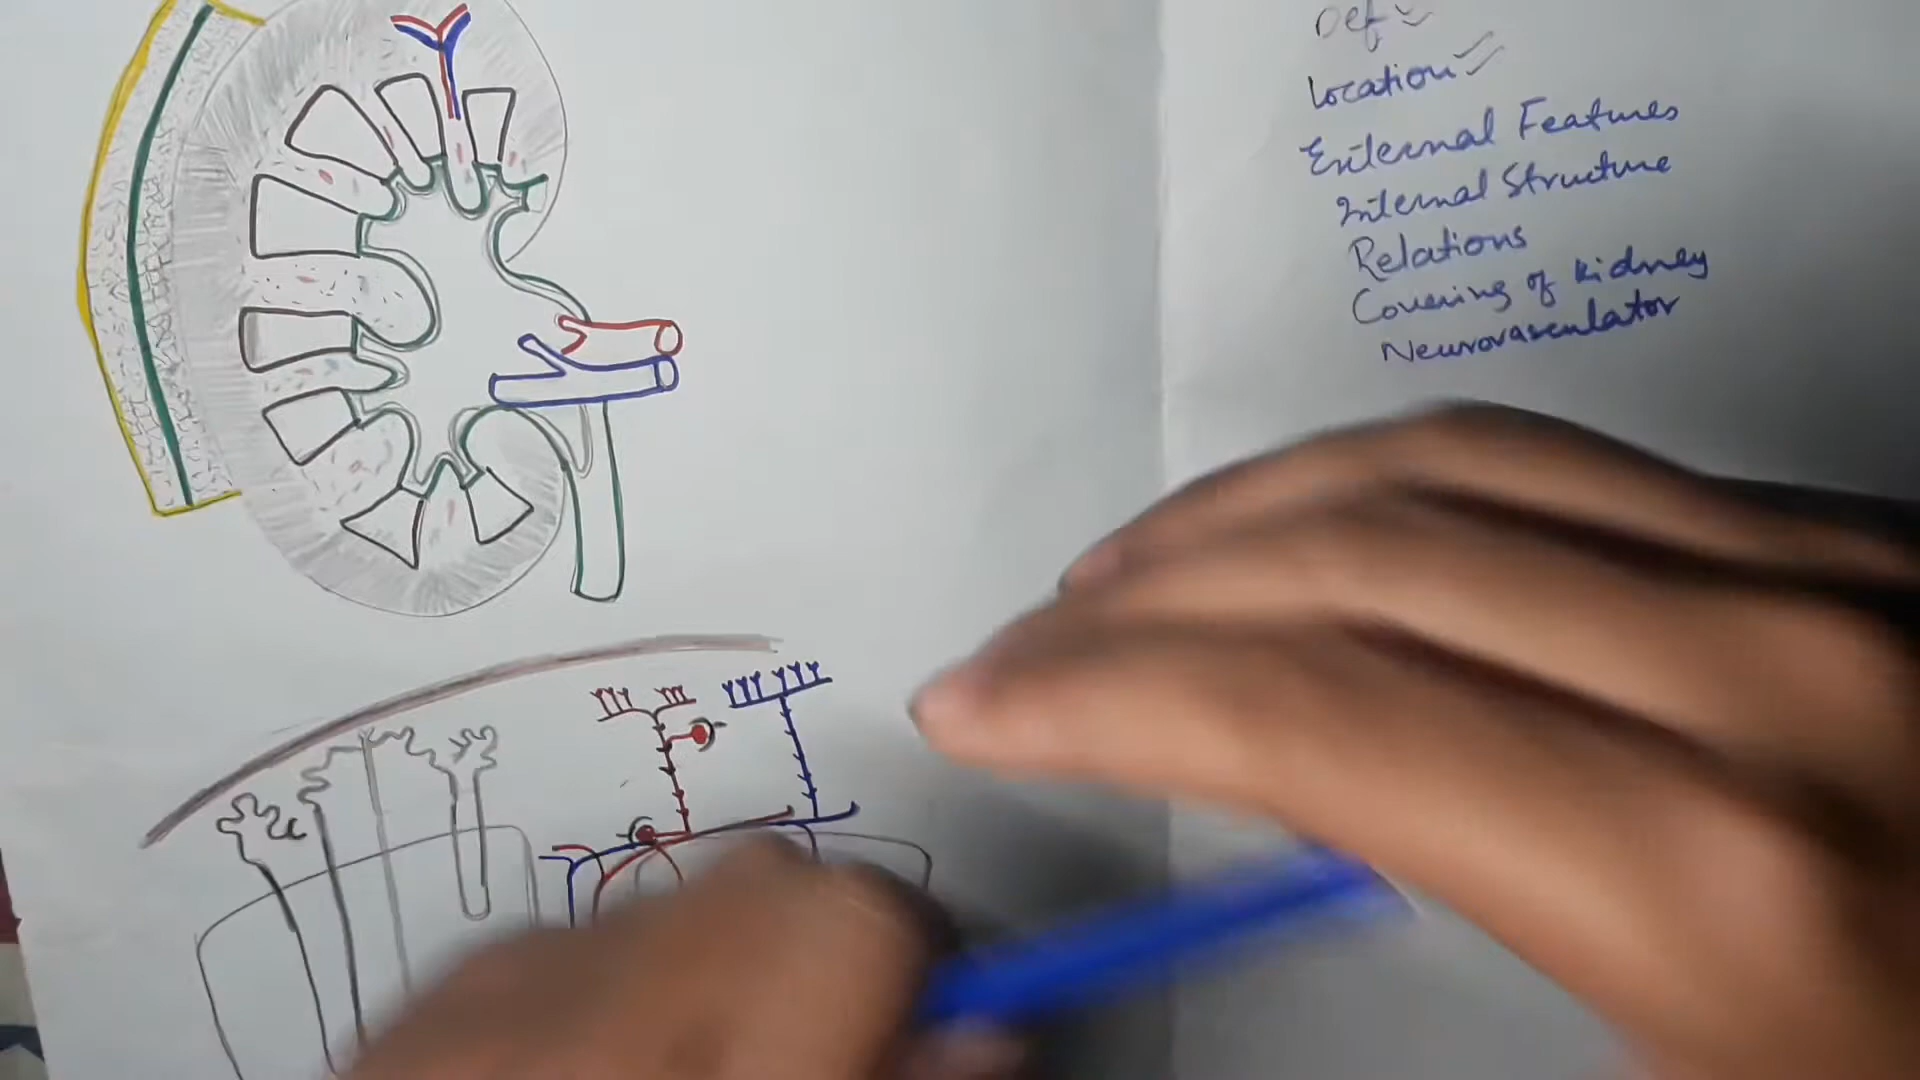 Def
Location
External Features
Internal Structure
Relations
Covering of kidney
Neurovasculator